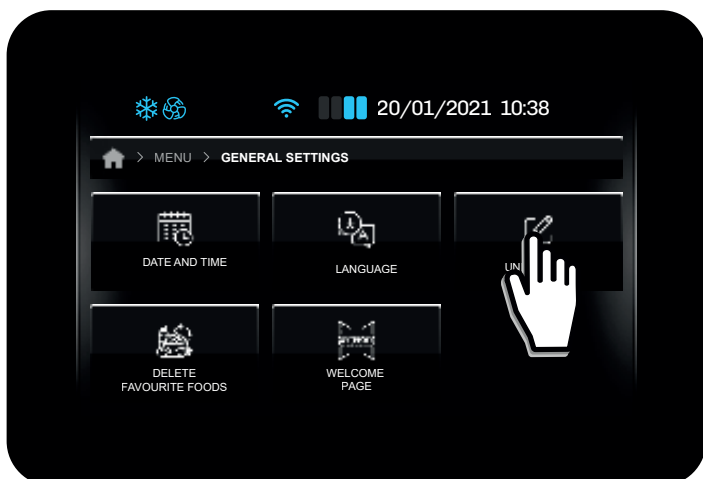 20/01/2021 10:38
> MENU > GENERAL SETTINGS
DATE AND TIME
LANGUAGE
DELETE
FAVOURITE FOODS
WELCOME
PAGE